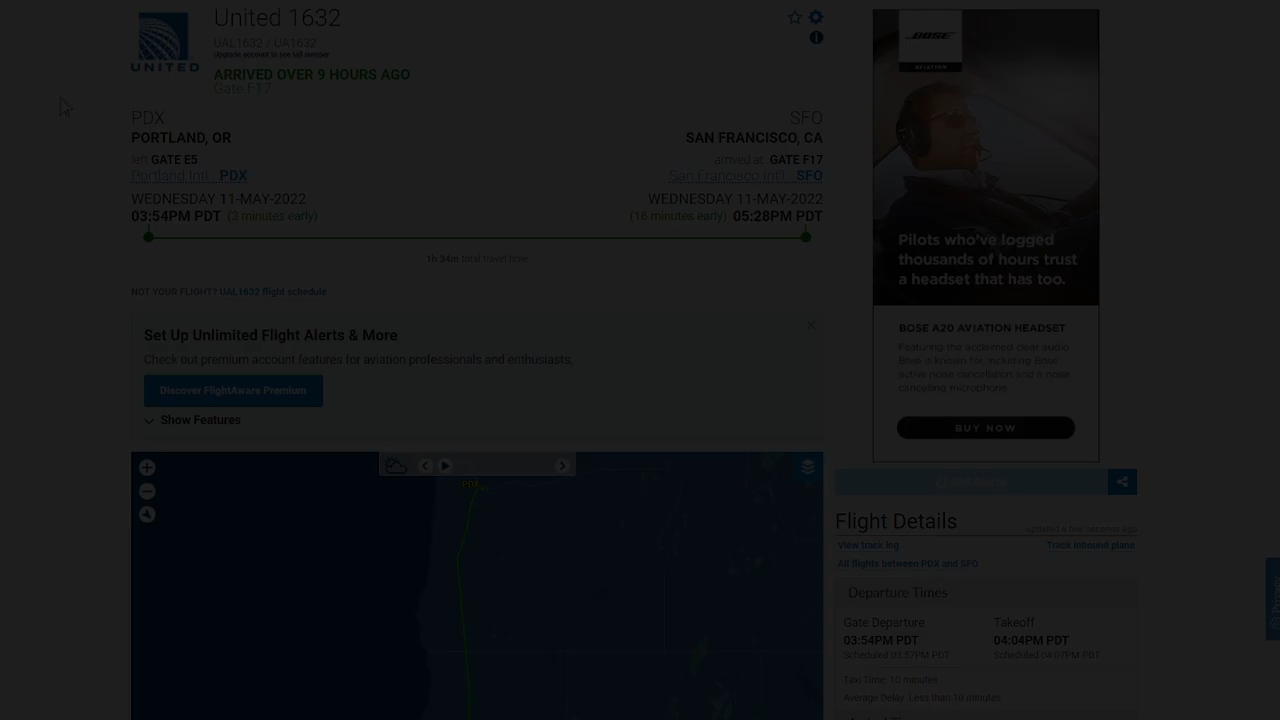 United 1632
UAL1632 / UA1632
Upgrade account to see tail number
UNITED
ARRIVED OVER 9 HOURS AGO
Gate F17
PDX
PORTLAND, OR
left GATE E5
Portland Intl - PDX
WEDNESDAY 11-MAY-2022
03:54PM PDT (3 minutes early)
SFO
SAN FRANCISCO, CA
arrived at GATE F17
San Francisco Int'l - SFO
WEDNESDAY 11-MAY-2022
(16 minutes early) 05:28PM PDT
1h 34m total travel time
NOT YOUR FLIGHT? UAL1632 flight schedule
Set Up Unlimited Flight Alerts & More
Check out premium account features for aviation professionals and enthusiasts.
Discover FlightAware Premium
Show Features
PDX
BOSE
AVIATION
Pilots who've logged
thousands of hours trust
a headset that has too.
BOSE A20 AVIATION HEADSET
Featuring the acclaimed clear audio
Bose is known for, including Bose
active noise cancellation and a noise
cancelling microphone.
BUY NOW
Flight Details
updated a few seconds ago
View track log
Track inbound plane
All flights between PDX and SFO
Departure Times
Gate Departure
03:54PM PDT
Scheduled 03:57PM PDT
Takeoff
04:04PM PDT
Scheduled 04:07PM PDT
Taxi Time: 10 minutes
Average Delay: Less than 10 minutes